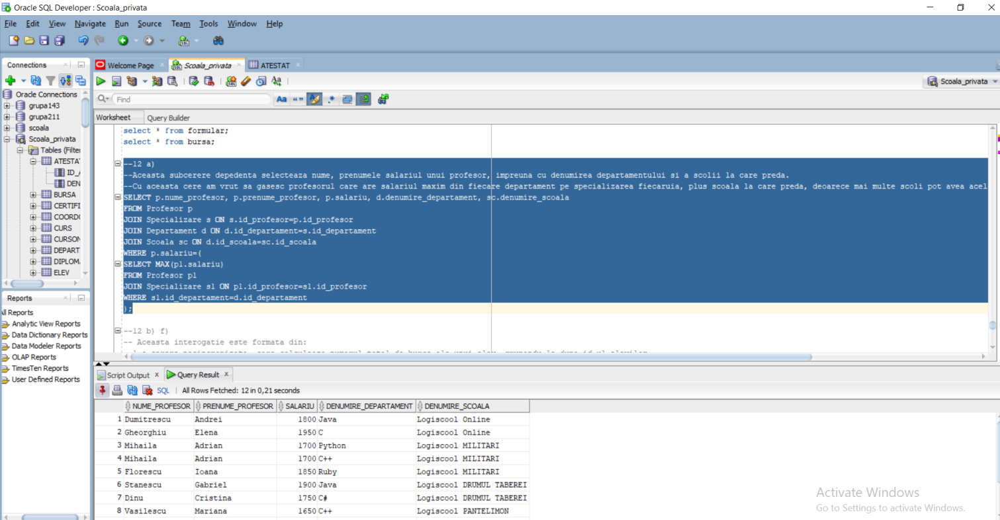 Oracle SQL Developer : Scoala_privata
File Edit View Navigate Run Source Team Tools Window Help
Connections
Welcome Page
Scoala_privata
ATESTAT
Scoala_privata
Oracle Connections
grupa143
grupa211
scoala
Scoala_privata
Tables (Filter
ATESTAT
ID_A
DEN
BURSA
CERTIFI
COORDO
CURS
CURSON
DEPART
DIPLOM
ELEV
Find
Aa
Worksheet Query Builder
select * from formular;
select * from bursa;
--12 a)
--Aceasta subcerere depedenta selecteaza nume, prenumele salariul unui profesor, impreuna cu denumirea departamentului si a scolii la care preda.
--Cu aceasta cere am vrut sa gasesc profesorul care are salariul maxim din fiecare departament pe specializarea fiecaruia, plus scoala la care preda, deoarece mai multe scoli pot avea acel
SELECT p.nume_profesor, p.prenume_profesor, p.salariu, d.denumire_departament, sc.denumire_scoala
FROM Profesor p
JOIN Specializare s ON s.id_profesor=p.id_profesor
JOIN Departament d ON d.id_departament=s.id_departament
JOIN Scoala sc ON d.id_scoala=sc.id_scoala
WHERE p.salariu=(
SELECT MAX(p1.salariu)
FROM Profesor p1
JOIN Specializare s1 ON p1.id_profesor=s1.id_profesor
WHERE s1.id_departament=d.id_departament
);
--12 b) f)
-- Aceasta interogatie este formata din:
Reports
All Reports
Analytic View Reports
Data Dictionary Reports
Data Modeler Reports
OLAP Reports
TimesTen Reports
User Defined Reports
Script Output x Query Result x
SQL | All Rows Fetched: 12 in 0,21 seconds
NUME_PROFESOR PRENUME_PROFESOR SALARIU DENUMIRE_DEPARTAMENT DENUMIRE_SCOALA
1 Dumitrescu Andrei 1800 Java Logiscool Online
2 Gheorghiu Elena 1950 C Logiscool Online
3 Mihaila Adrian 1700 Python Logiscool MILITARI
4 Mihaila Adrian 1700 C++ Logiscool MILITARI
5 Florescu Ioana 1850 Ruby Logiscool MILITARI
6 Stanescu Gabriel 1900 Java Logiscool DRUMUL TABEREI
7 Dinu Cristina 1750 C# Logiscool DRUMUL TABEREI
8 Vasilescu Mariana 1650 C++ Logiscool PANTELIMON
Activate Windows
Go to Settings to activate Windows.